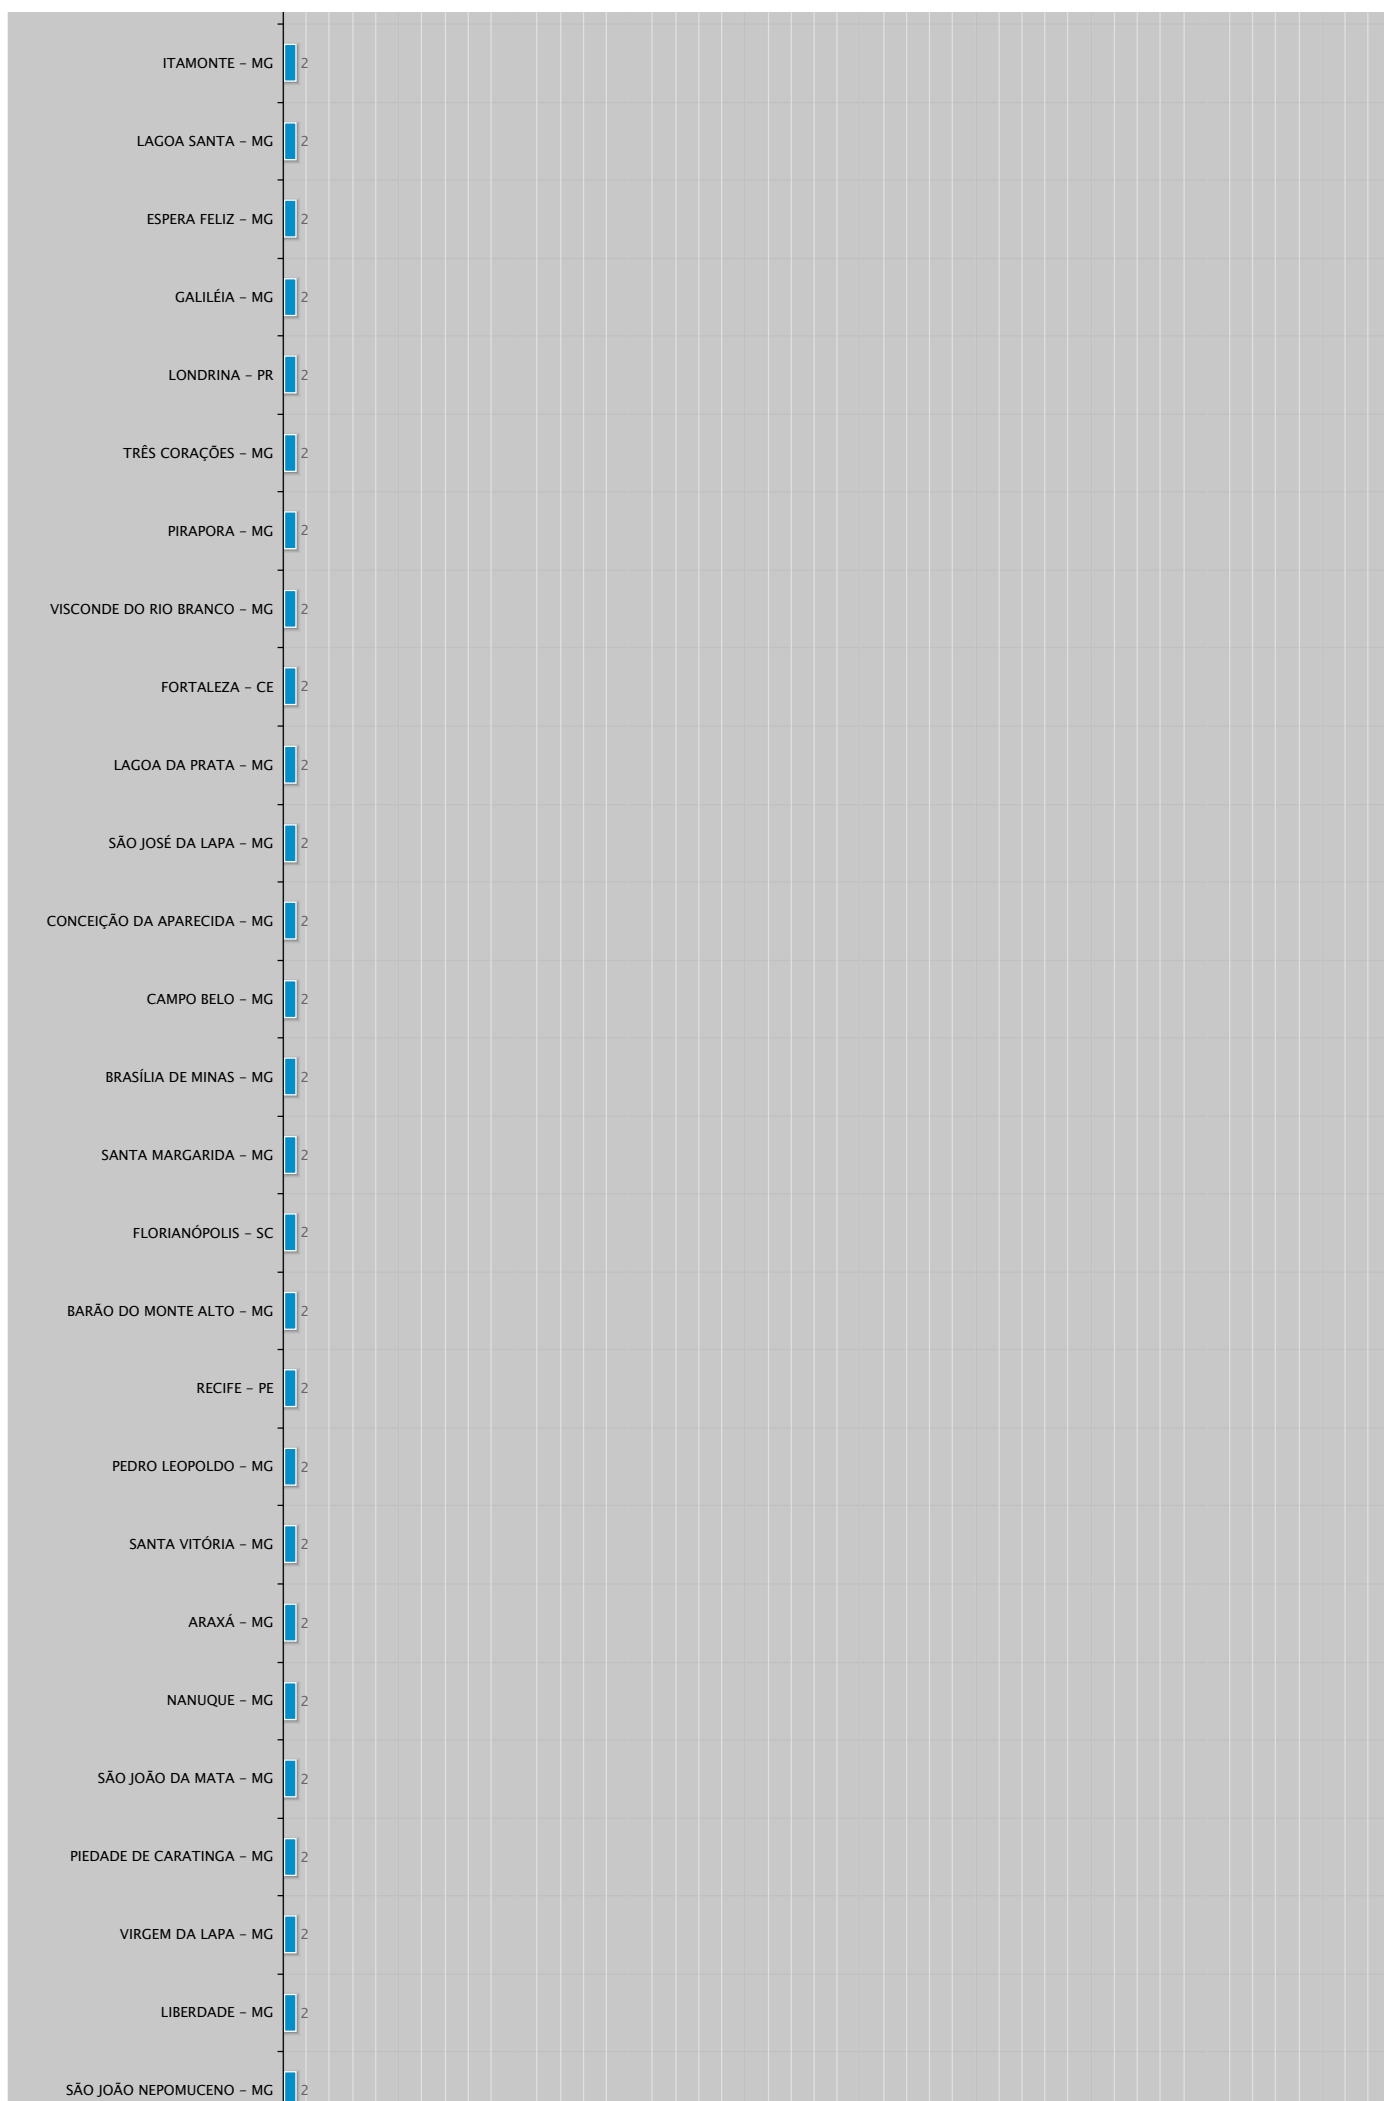 ITAMONTE - MG 2
LAGOA SANTA - MG 2
ESPERA FELIZ - MG 2
GALILÉIA - MG 2
LONDRINA - PR 2
TRÊS CORAÇÕES - MG 2
PIRAPORA - MG 2
VISCONDE DO RIO BRANCO - MG 2
FORTALEZA - CE 2
LAGOA DA PRATA - MG 2
SÃO JOSÉ DA LAPA - MG 2
CONCEIÇÃO DA APARECIDA - MG 2
CAMPO BELO - MG 2
BRASÍLIA DE MINAS - MG 2
SANTA MARGARIDA - MG 2
FLORIANÓPOLIS - SC 2
BARÃO DO MONTE ALTO - MG 2
RECIFE - PE 2
PEDRO LEOPOLDO - MG 2
SANTA VITÓRIA - MG 2
ARAXÁ - MG 2
NANUQUE - MG 2
SÃO JOÃO DA MATA - MG 2
PIEDADE DE CARATINGA - MG 2
VIRGEM DA LAPA - MG 2
LIBERDADE - MG 2
SÃO JOÃO NEPOMUCENO - MG 2